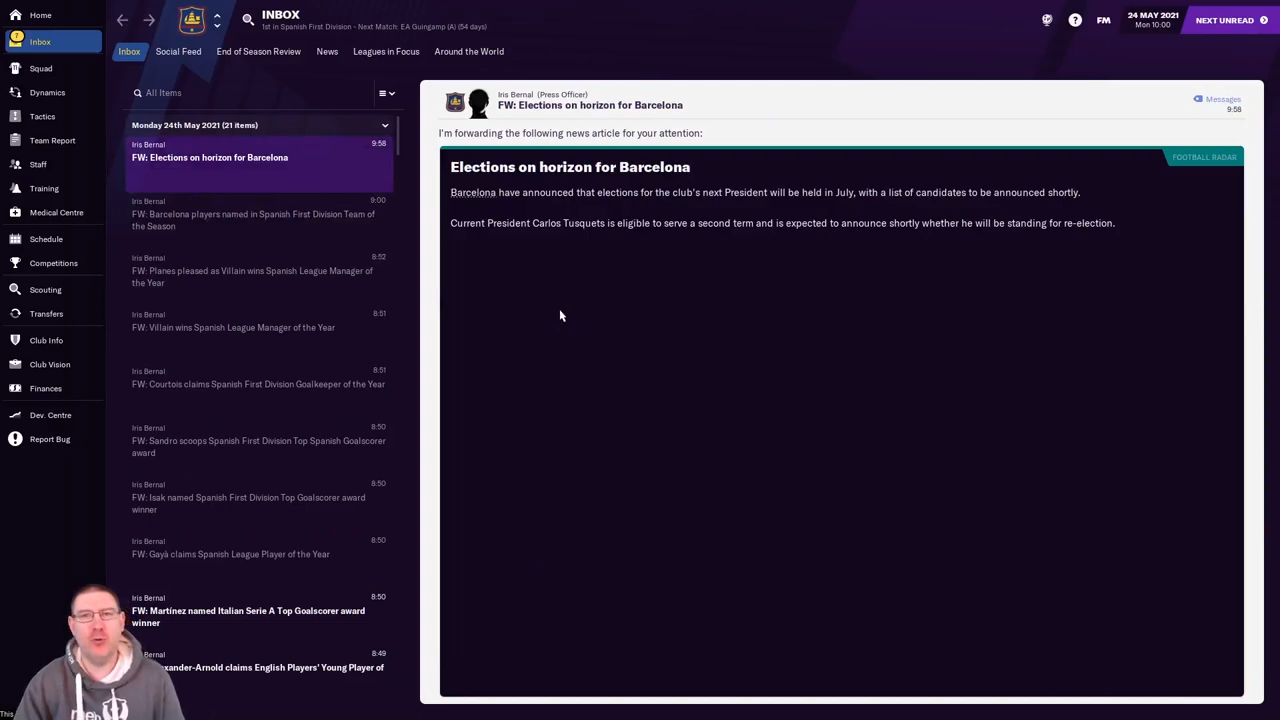 Home
INBOX
1st in Spanish First Division - Next Match: EA Guingamp (A) (54 days)
FM
24 MAY 2021
Mon 10:00
NEXT UNREAD
7
Inbox
Inbox
Social Feed
End of Season Review
News
Leagues in Focus
Around the World
Squad
Dynamics
Tactics
Team Report
Staff
Training
Medical Centre
Schedule
Competitions
Scouting
Transfers
Club Info
Club Vision
Finances
Dev. Centre
Report Bug
All Items
Monday 24th May 2021 (21 items)
Iris Bernal
9:58
FW: Elections on horizon for Barcelona
Iris Bernal
9:00
FW: Barcelona players named in Spanish First Division Team of
the Season
Iris Bernal
8:52
FW: Planes pleased as Villain wins Spanish League Manager of
the Year
Iris Bernal
8:51
FW: Villain wins Spanish League Manager of the Year
Iris Bernal
8:51
FW: Courtois claims Spanish First Division Goalkeeper of the Year
Iris Bernal
8:50
FW: Sandro scoops Spanish First Division Top Spanish Goalscorer
award
Iris Bernal
8:50
FW: Isak named Spanish First Division Top Goalscorer award
winner
Iris Bernal
8:50
FW: Gayà claims Spanish League Player of the Year
Iris Bernal
8:50
FW: Martínez named Italian Serie A Top Goalscorer award
winner
Bernal
8:49
exander-Arnold claims English Players' Young Player of
Iris Bernal (Press Officer)
FW: Elections on horizon for Barcelona
Messages
9:58
I'm forwarding the following news article for your attention:
FOOTBALL RADAR
Elections on horizon for Barcelona
Barcelona have announced that elections for the club's next President will be held in July, with a list of candidates to be announced shortly.
Current President Carlos Tusquets is eligible to serve a second term and is expected to announce shortly whether he will be standing for re-election.
This